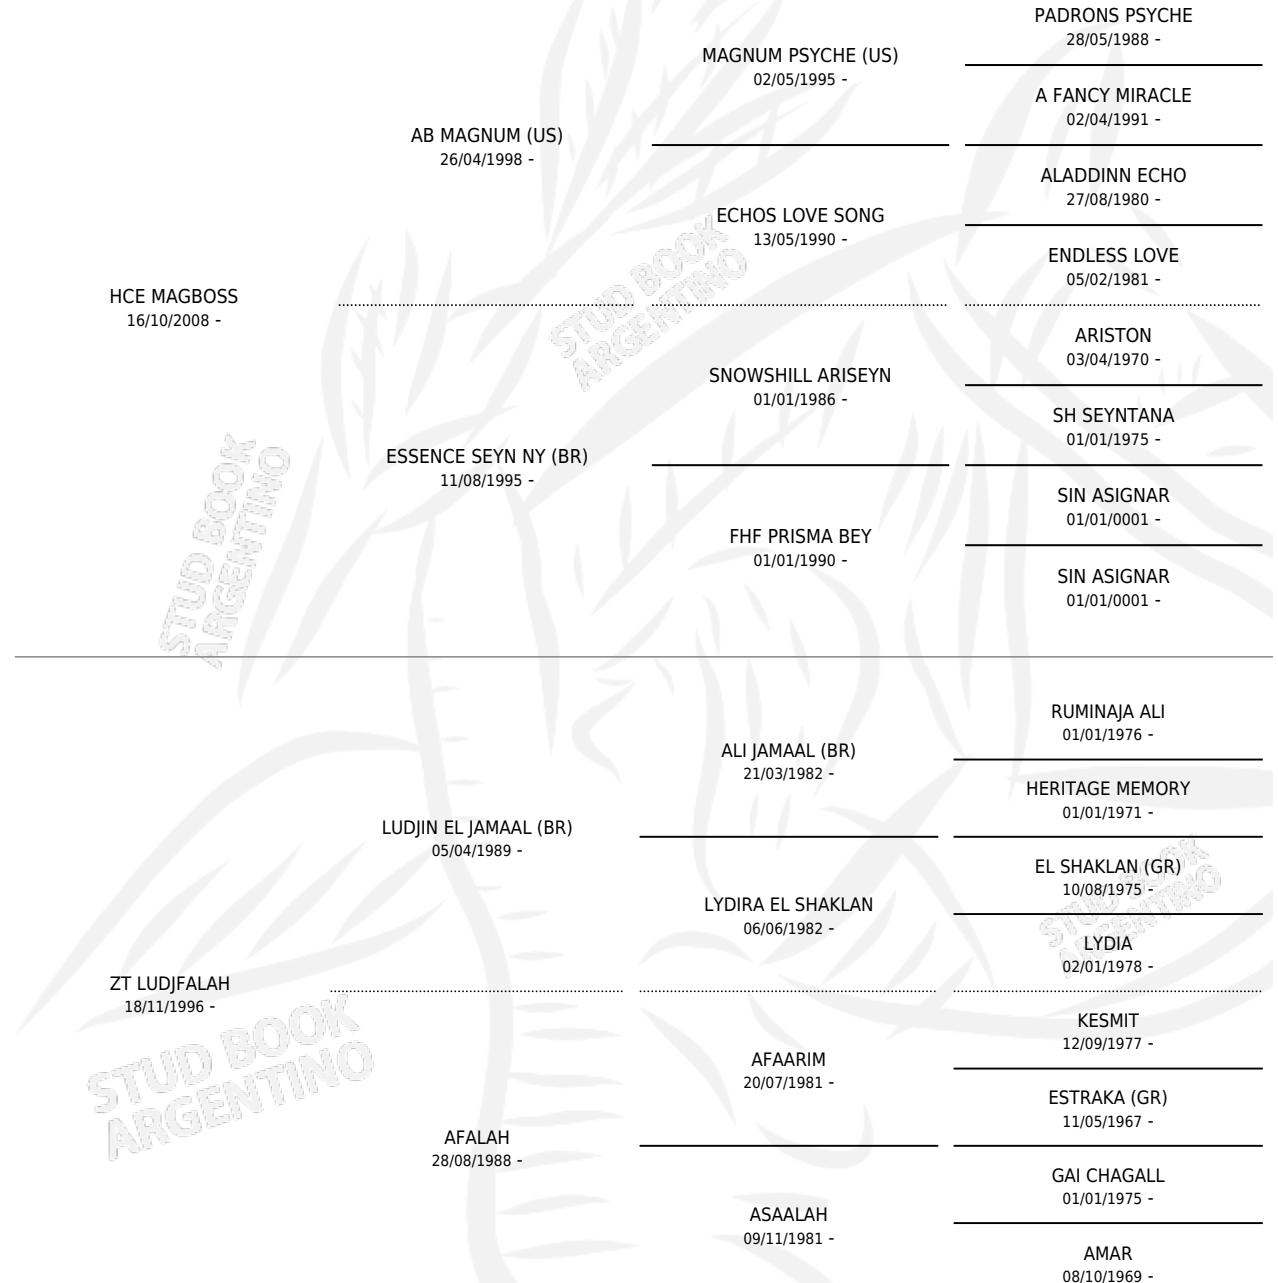 PADRONS PSYCHE
28/05/1988 -
MAGNUM PSYCHE (US)
02/05/1995 -
A FANCY MIRACLE
02/04/1991 -
AB MAGNUM (US)
26/04/1998 -
ALADDINN ECHO
27/08/1980 -
ECHOS LOVE SONG
13/05/1990 -
ENDLESS LOVE
05/02/1981 -
HCE MAGBOSS
16/10/2008 -
STUD BOOK
ARGENTINO
ARISTON
03/04/1970 -
SNOWSHILL ARISEYN
01/01/1986 -
SH SEYNTANA
01/01/1975 -
ESSENCE SEYN NY (BR)
11/08/1995 -
SIN ASIGNAR
01/01/0001 -
FHF PRISMA BEY
01/01/1990 -
SIN ASIGNAR
01/01/0001 -
STUD BOOK
ARGENTINO
RUMINAJA ALI
01/01/1976 -
ALI JAMAAL (BR)
21/03/1982 -
HERITAGE MEMORY
01/01/1971 -
LUDJIN EL JAMAAL (BR)
05/04/1989 -
EL SHAKLAN (GR)
10/08/1975 -
LYDIRA EL SHAKLAN
06/06/1982 -
STUD BOOK
ARGENTINO
LYDIA
02/01/1978 -
ZT LUDJFALAH
18/11/1996 -
KESMIT
12/09/1977 -
AFAARIM
20/07/1981 -
STUD BOOK
ARGENTINO
ESTRAKA (GR)
11/05/1967 -
AFALAH
28/08/1988 -
GAI CHAGALL
01/01/1975 -
ASAALAH
09/11/1981 -
AMAR
08/10/1969 -